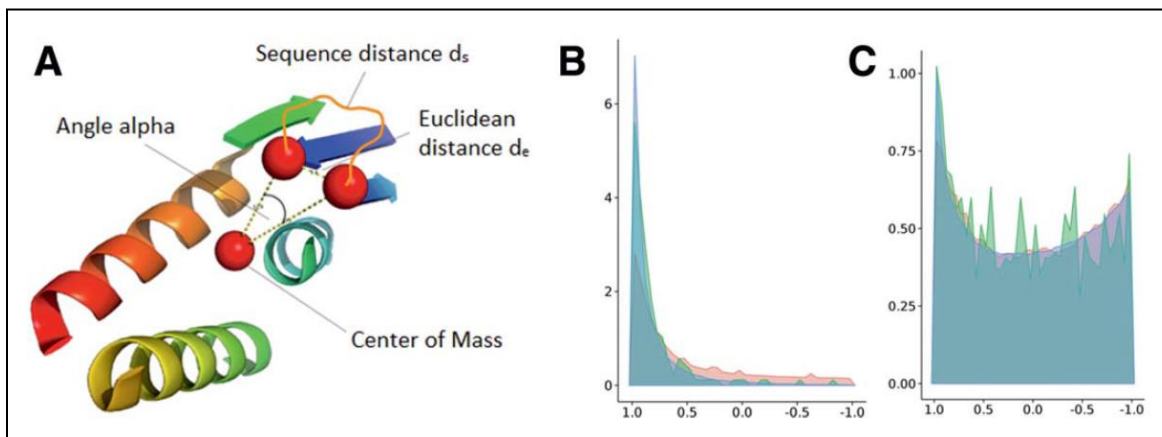 A
Sequence distance dₛ
Angle alpha
Euclidean
distance dₑ
Center of Mass
B
6
4
2
0
1.0 0.5 0.0 -0.5 -1.0
C
1.00
0.75
0.50
0.25
0.00
1.0 0.5 0.0 -0.5 -1.0